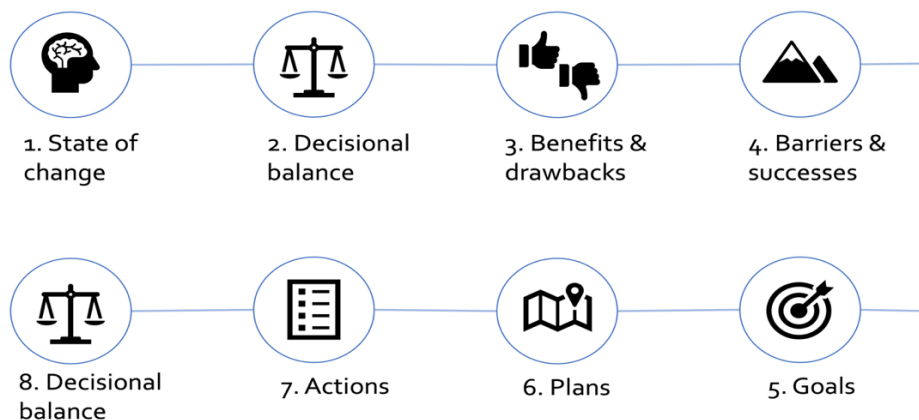 1. State of
change
2. Decisional
balance
3. Benefits &
drawbacks
4. Barriers &
successes
8. Decisional
balance
7. Actions
6. Plans
5. Goals